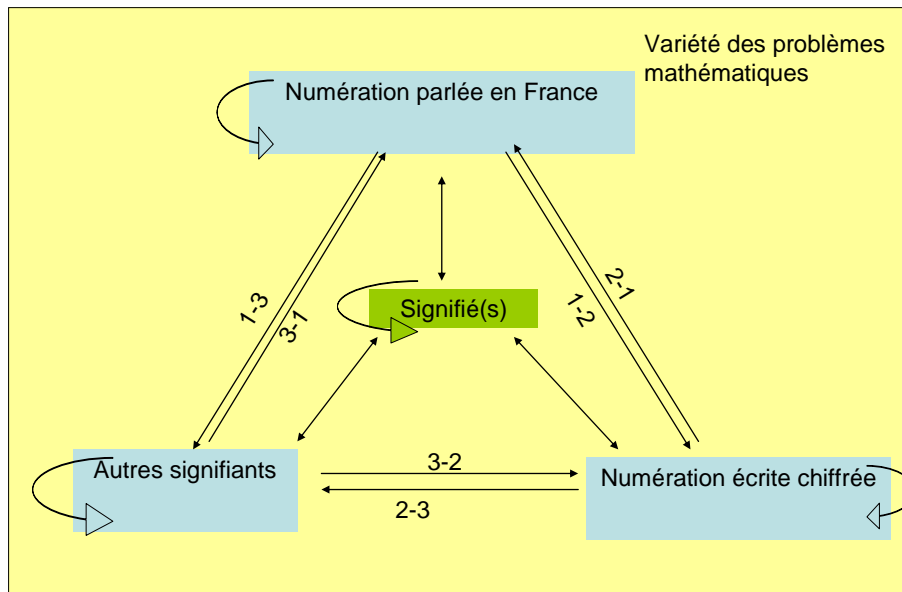 Variété des problèmes
mathématiques
Numération parlée en France
1-3
3-1
2-1
1-2
Signifié(s)
Autres signifiants
3-2
2-3
Numération écrite chiffrée